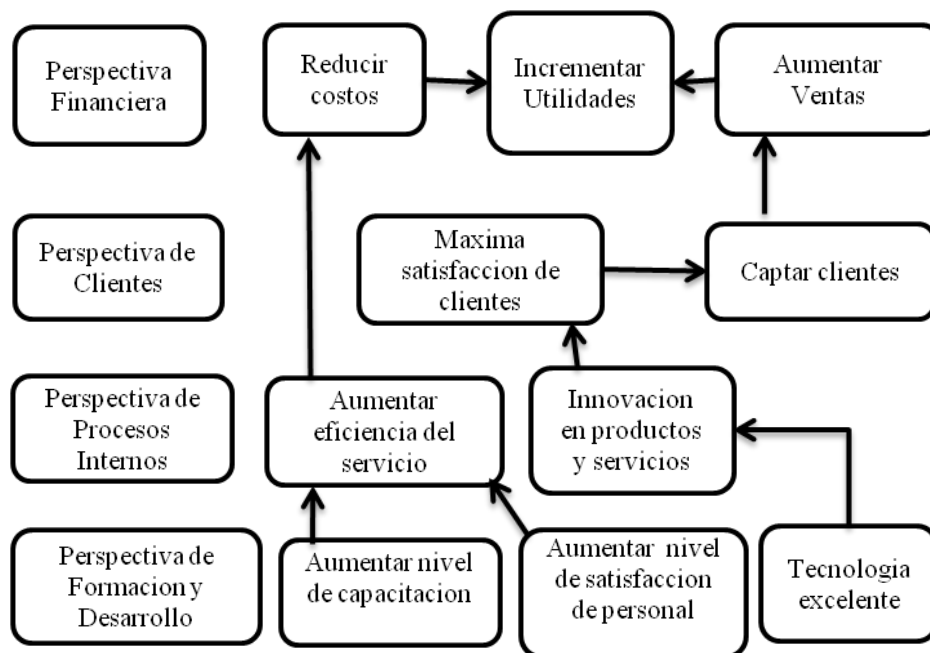 Perspectiva
Financiera
Reducir
costos
Incrementar
Utilidades
Aumentar
Ventas
Perspectiva de
Clientes
Maxima
satisfaccion de
clientes
Captar clientes
Perspectiva de
Procesos
Internos
Aumentar
eficiencia del
servicio
Innovacion
en productos
y servicios
Perspectiva de
Formacion y
Desarrollo
Aumentar nivel
de capacitacion
Aumentar nivel
de satisfaccion
de personal
Tecnologia
excelente